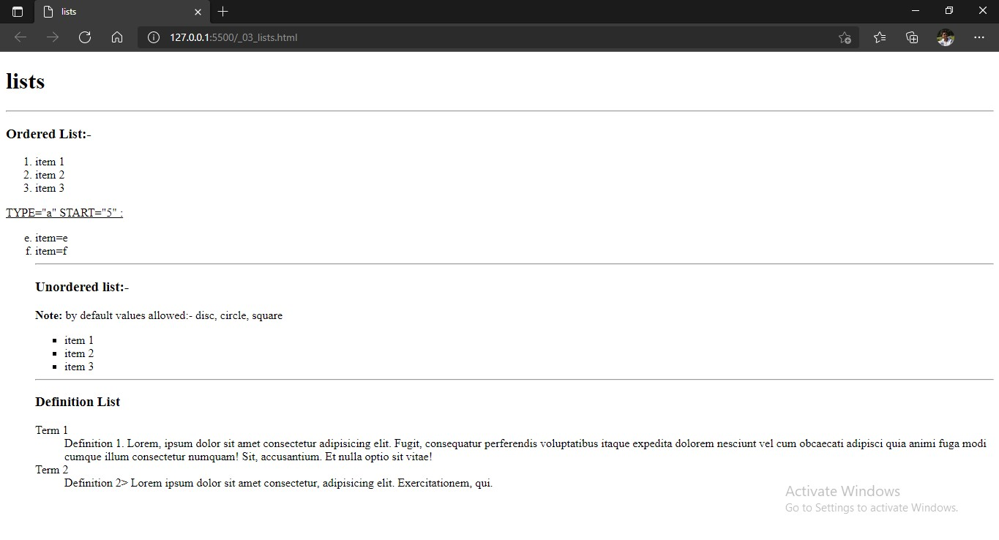 lists
127.0.0.1:5500/_03_lists.html
lists
Ordered List:-
1. item 1
2. item 2
3. item 3
TYPE="a" START="5" :
e. item=e
f. item=f
Unordered list:-
Note: by default values allowed:- disc, circle, square
▪ item 1
▪ item 2
▪ item 3
Definition List
Term 1
Definition 1. Lorem, ipsum dolor sit amet consectetur adipisicing elit. Fugit, consequatur perferendis voluptatibus itaque expedita dolorem nesciunt vel cum obcaecati adipisci quia animi fuga modi
cumque illum consectetur numquam! Sit, accusantium. Et nulla optio sit vitae!
Term 2
Definition 2> Lorem ipsum dolor sit amet consectetur, adipisicing elit. Exercitationem, qui.
Activate Windows
Go to Settings to activate Windows.